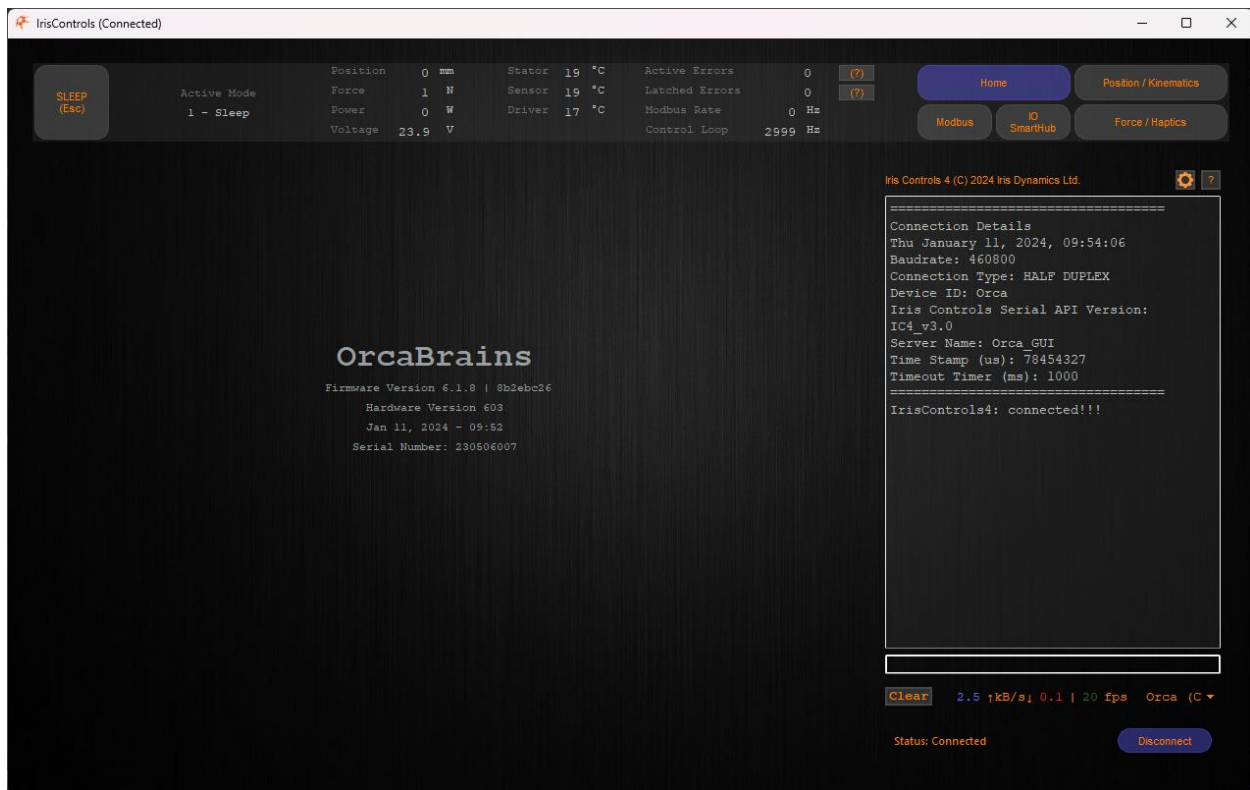 IrisControls (Connected)
SLEEP
(Esc)
Active Mode
1 - Sleep
Position 0 mm
Force 1 N
Power 0 W
Voltage 23.9 V
Stator 19 °C
Sensor 19 °C
Driver 17 °C
Active Errors 0 (?)
Latched Errors 0 (?)
Modbus Rate 0 Hz
Control Loop 2999 Hz
Home
Position / Kinematics
Modbus
IO
SmartHub
Force / Haptics
OrcaBrains
Firmware Version 6.1.8 | 8b2ebc26
Hardware Version 603
Jan 11, 2024 - 09:52
Serial Number: 230506007
Iris Controls 4 (C) 2024 Iris Dynamics Ltd.
?
===================================
Connection Details
Thu January 11, 2024, 09:54:06
Baudrate: 460800
Connection Type: HALF DUPLEX
Device ID: Orca
Iris Controls Serial API Version:
IC4_v3.0
Server Name: Orca_GUI
Time Stamp (us): 78454327
Timeout Timer (ms): 1000
===================================
IrisControls4: connected!!!
Clear 2.5 ↑kB/s↓ 0.1 | 20 fps Orca (C
Status: Connected
Disconnect